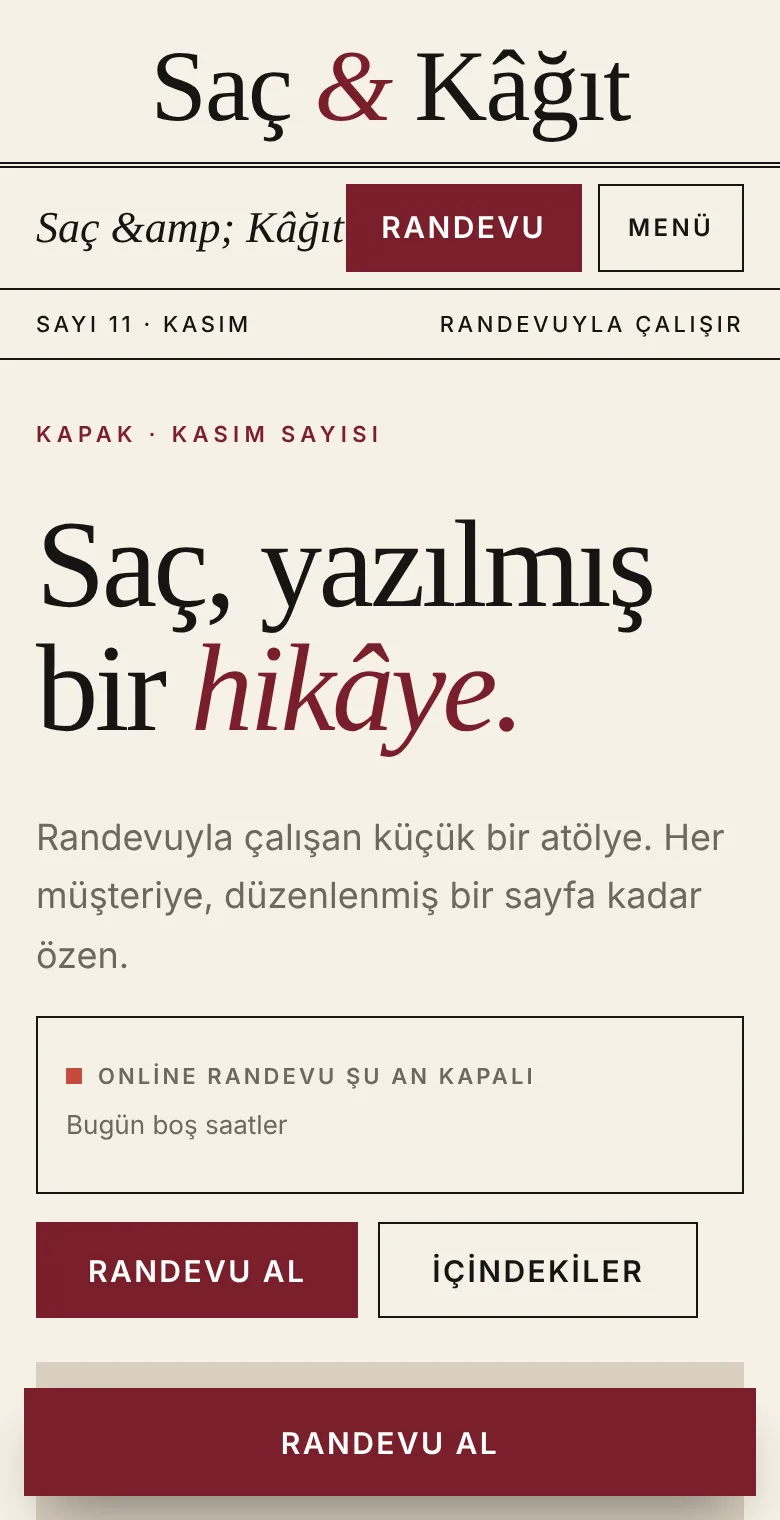 Saç & Kâğıt
Saç &amp; Kâğıt
RANDEVU
MENÜ
SAYI 11 · KASIM
RANDEVUYLA ÇALIŞIR
KAPAK · KASIM SAYISI
Saç, yazılmış
bir hikâye.
Randevuyla çalışan küçük bir atölye. Her
müşteriye, düzenlenmiş bir sayfa kadar
özen.
ONLİNE RANDEVU ŞU AN KAPALI
Bugün boş saatler
RANDEVU AL
İÇİNDEKİLER
RANDEVU AL